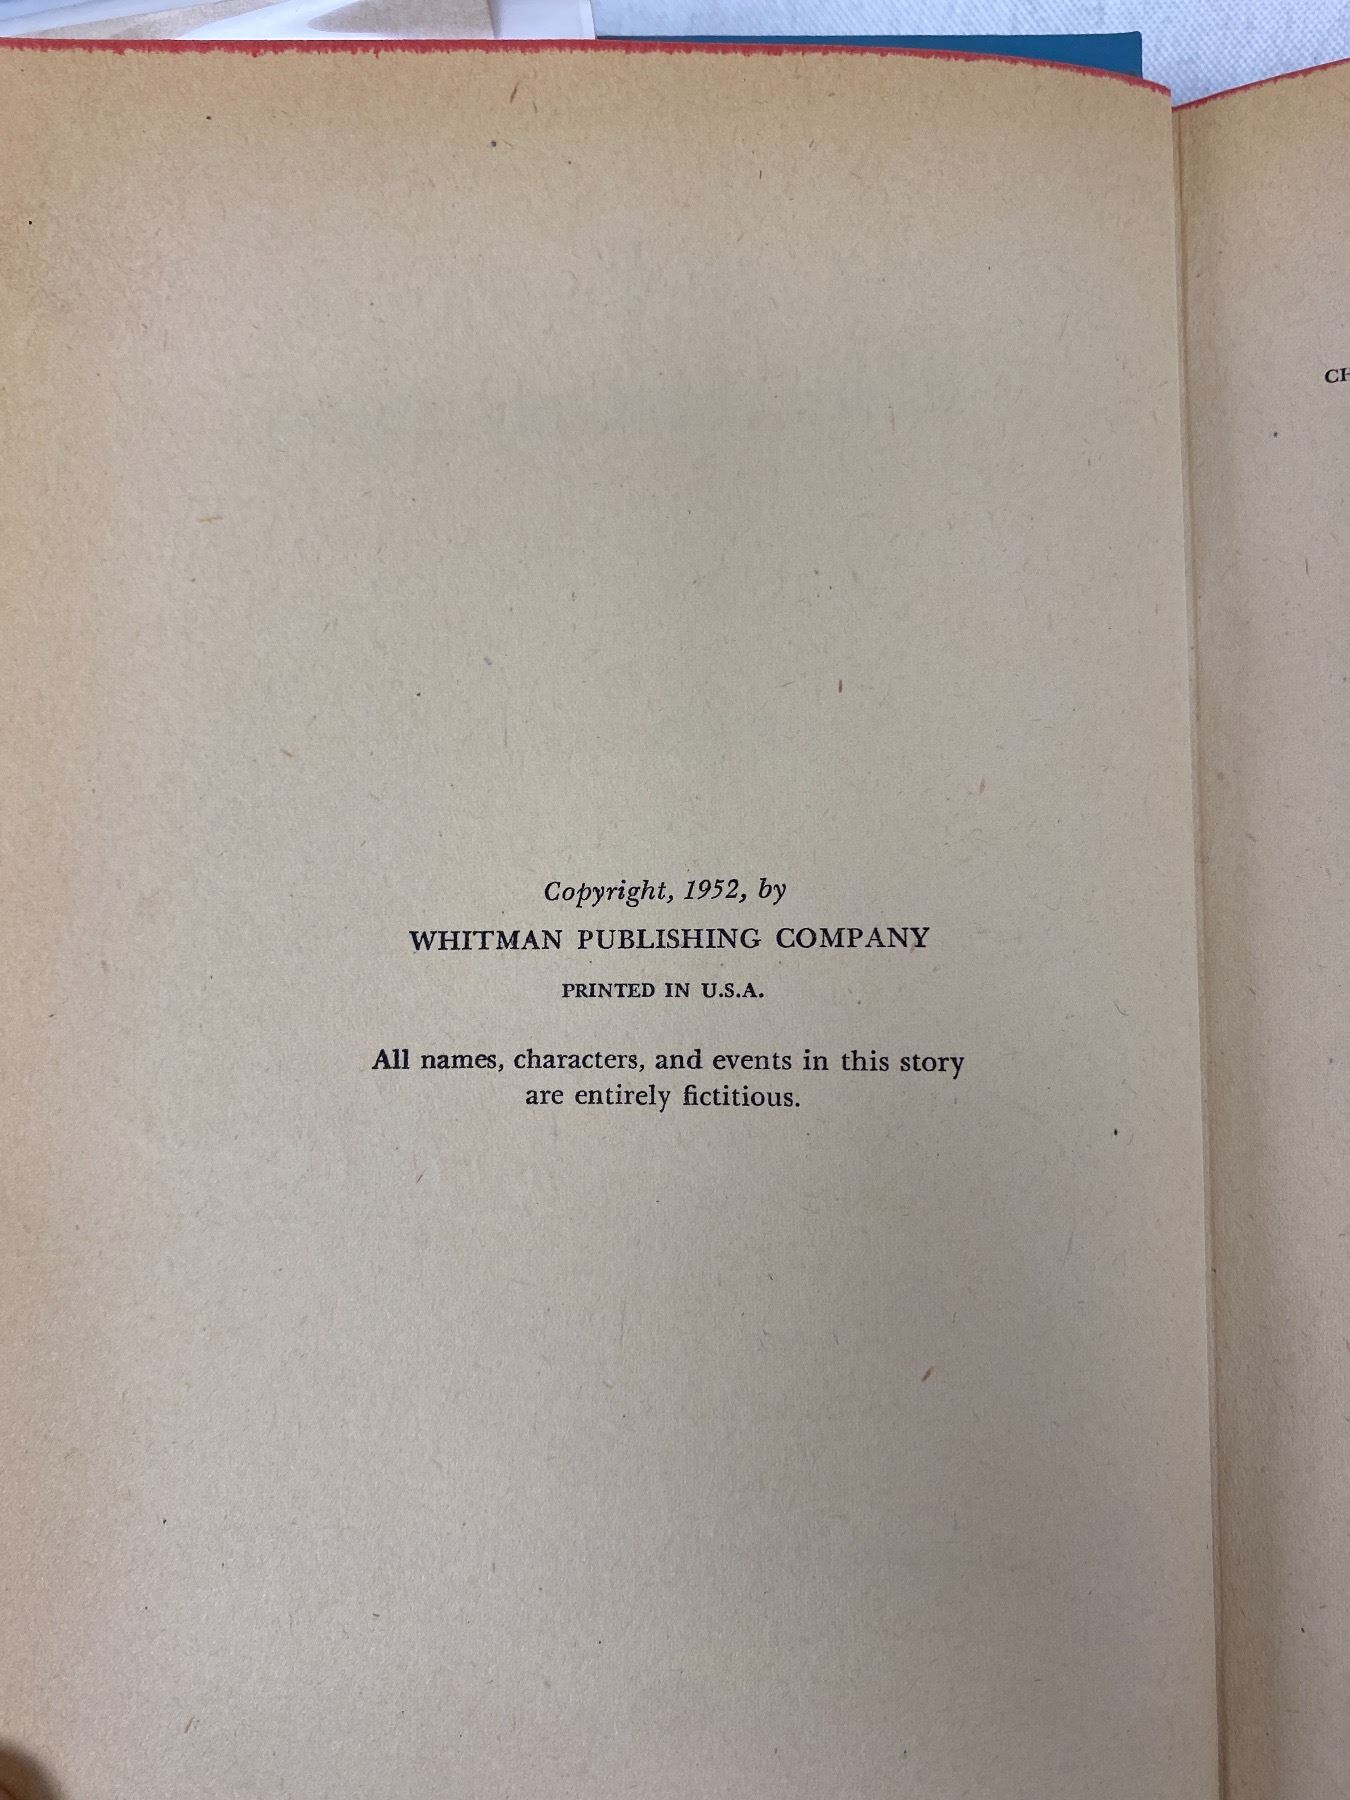 Copyright, 1952, by
WHITMAN PUBLISHING COMPANY
PRINTED IN U.S.A.
All names, characters, and events in this story
are entirely fictitious.